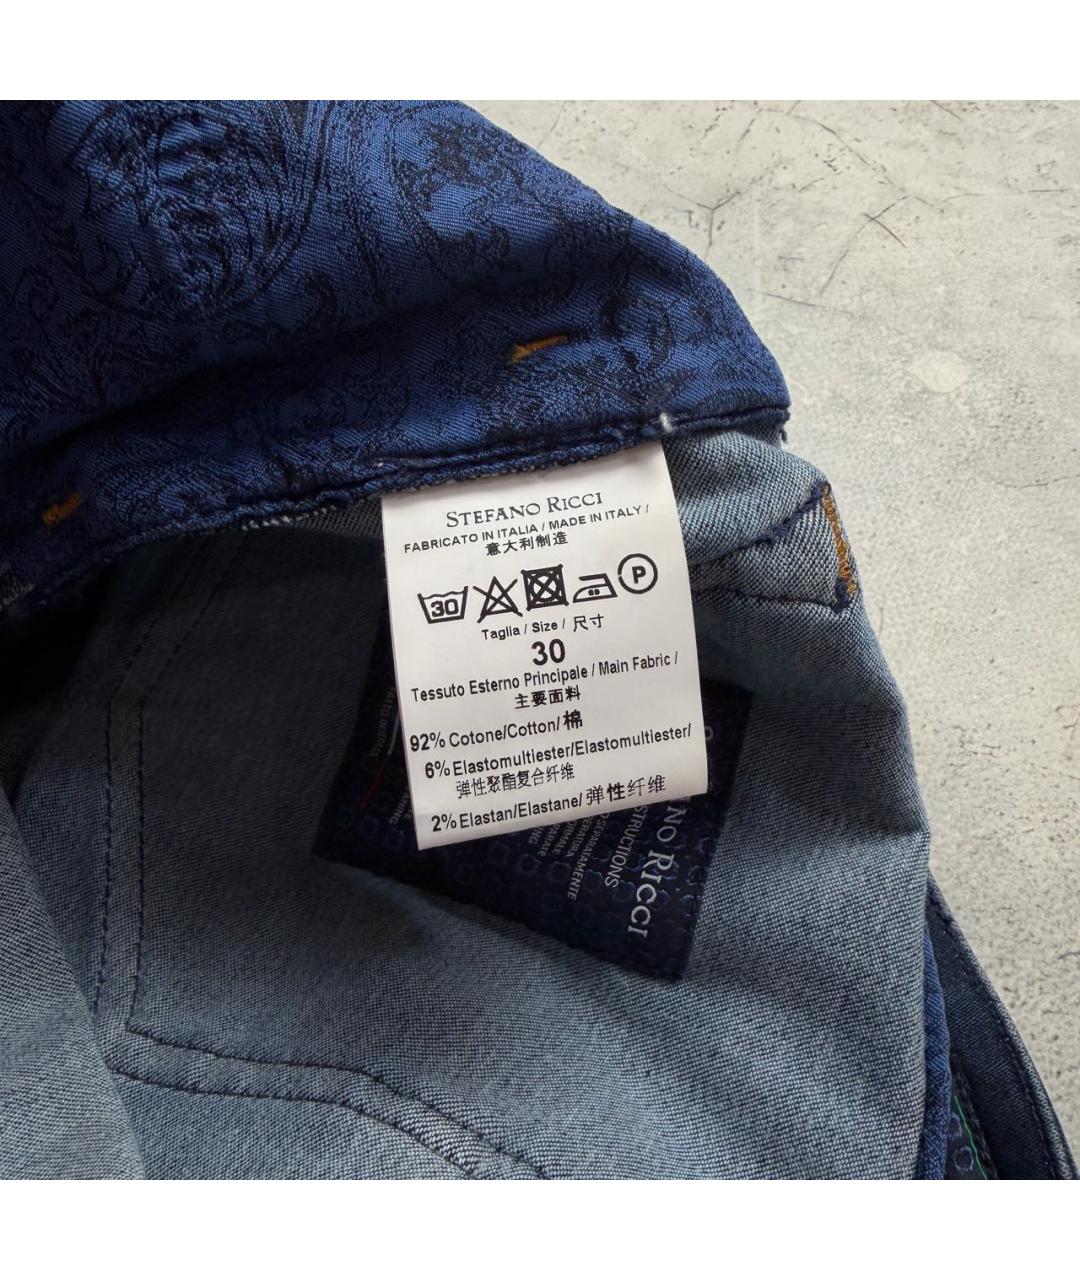 STEFANO RICCI
FABRICATO IN ITALIA / MADE IN ITALY /
意大利制造
30 P
Taglia / Size / 尺寸
30
Tessuto Esterno Principale / Main Fabric /
主要面料
92% Cotone/Cotton/ 棉
6% Elastomultiester/Elastomultiester/
弹性聚酯复合纤维
2% Elastan/Elastane/ 弹性纤维
NO RICCI
STRUCTIONS
SEPARATAMENTE